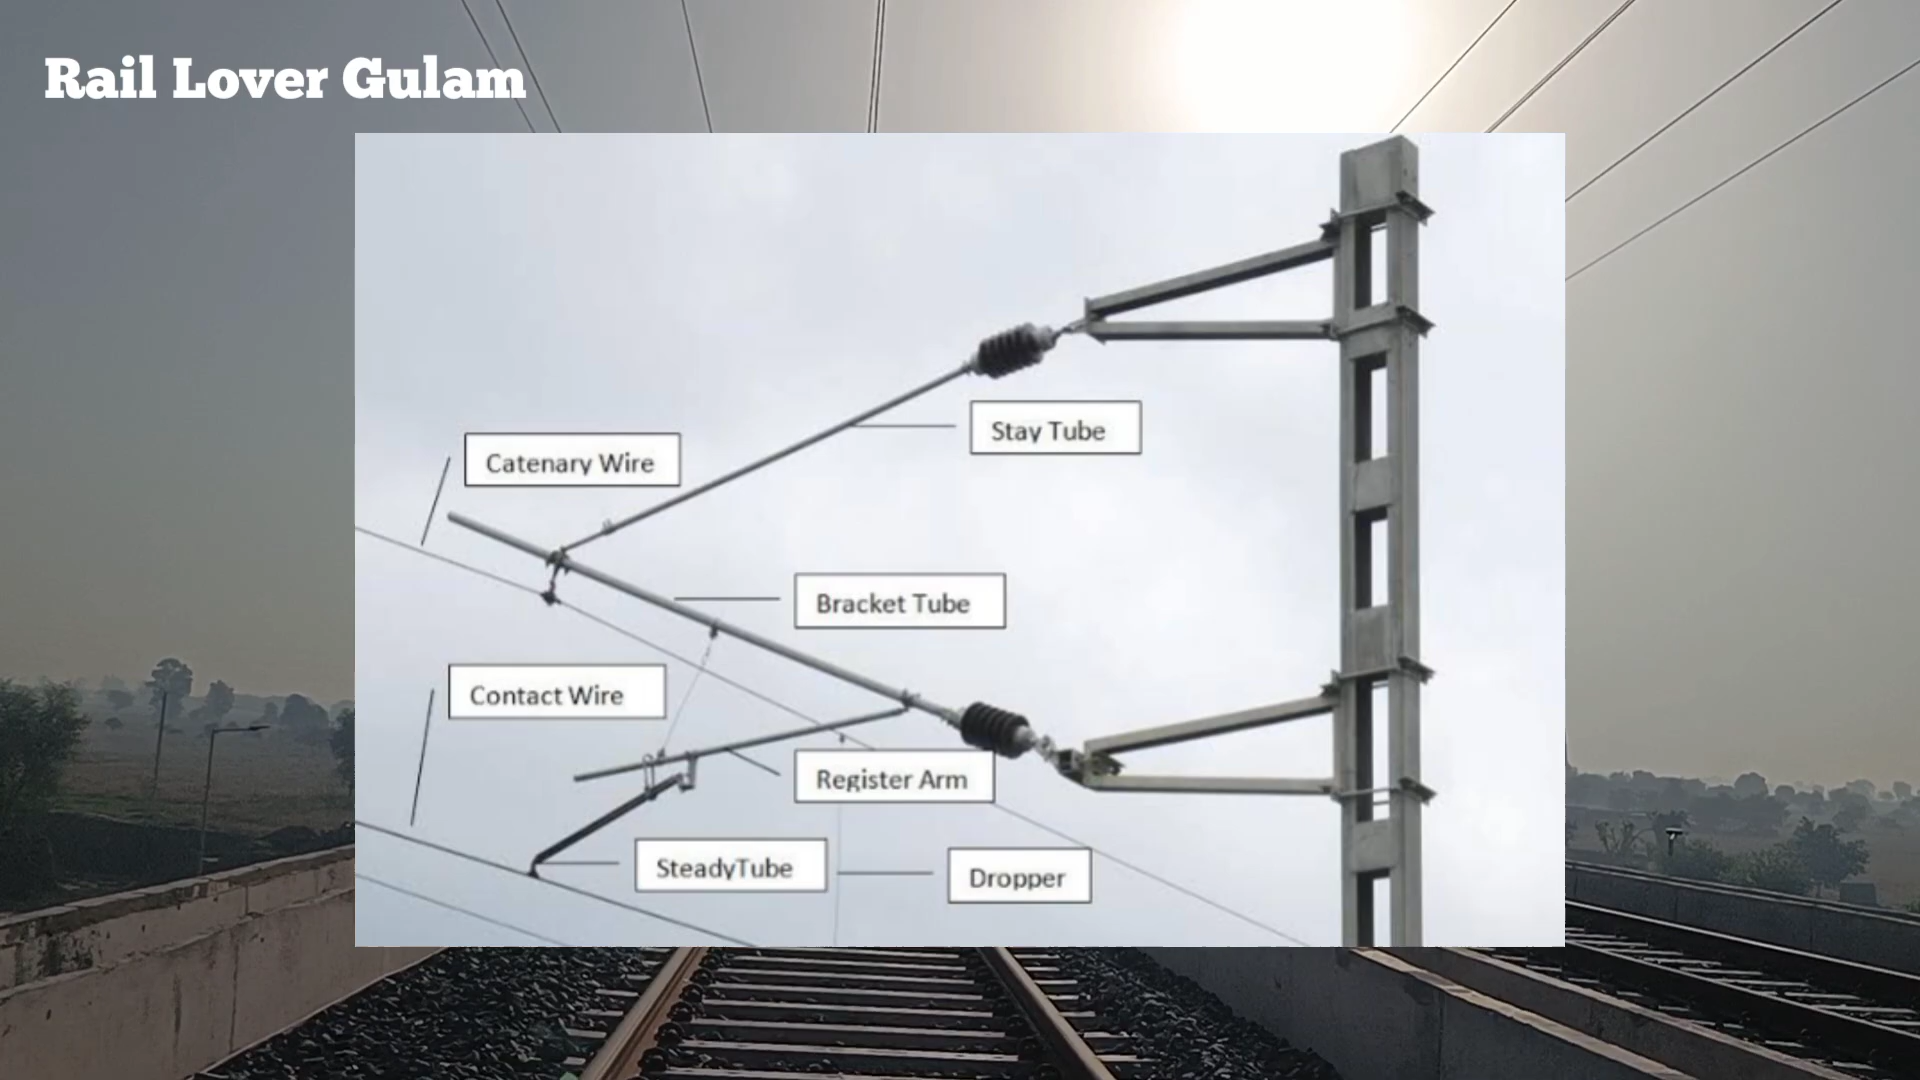 Rail Lover Gulam
Stay Tube
Catenary Wire
Bracket Tube
Contact Wire
Register Arm
SteadyTube
Dropper